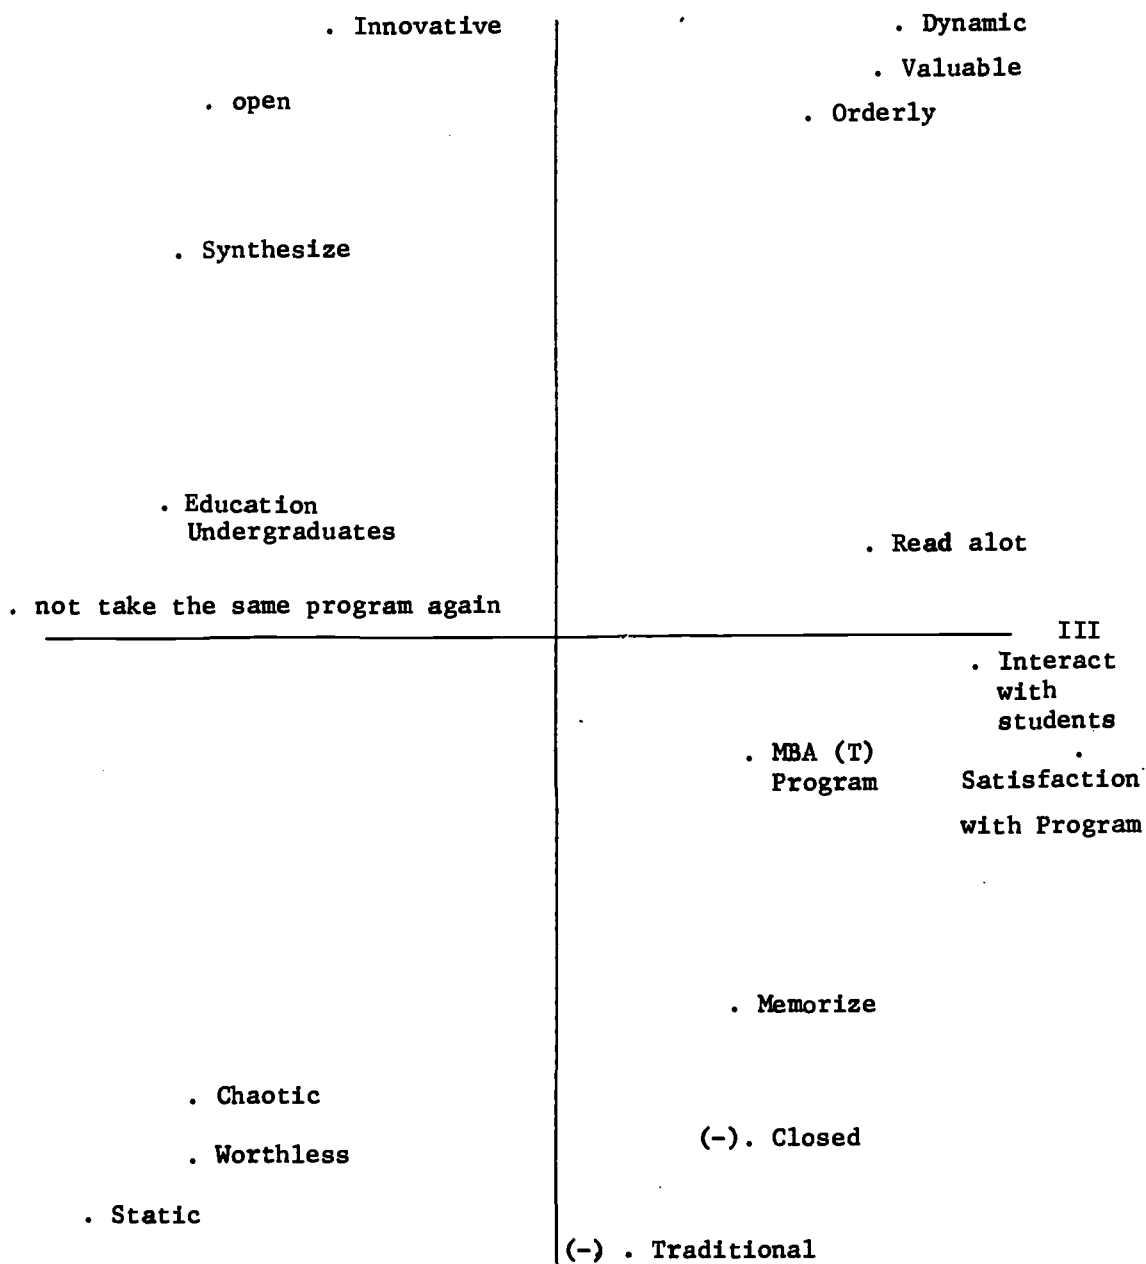 . Innovative
. Dynamic
. Valuable
. open
. Orderly
. Synthesize
. Education
Undergraduates
. Read alot
. not take the same program again
III
. Interact
with
students
. MBA (T)
Program
.
Satisfaction
with Program
. Memorize
. Chaotic
(-). Closed
. Worthless
. Static
(-) . Traditional